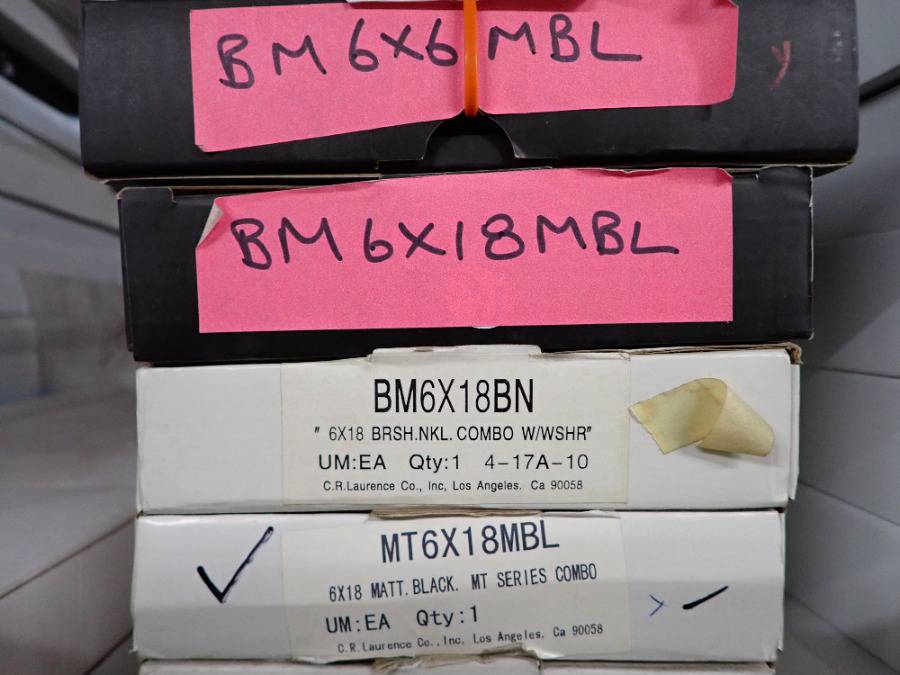 BM 6X6 MBL
y
BM 6X18 MBL
BM6X18BN
" 6X18 BRSH.NKL. COMBO W/WSHR"
UM:EA Qty:1 4-17A-10
C.R.Laurence Co., Inc, Los Angeles. Ca 90058
MT6X18MBL
6X18 MATT. BLACK. MT SERIES COMBO
UM:EA Qty:1
C.R.Laurence Co., Inc, Los Angeles, Ca 90058